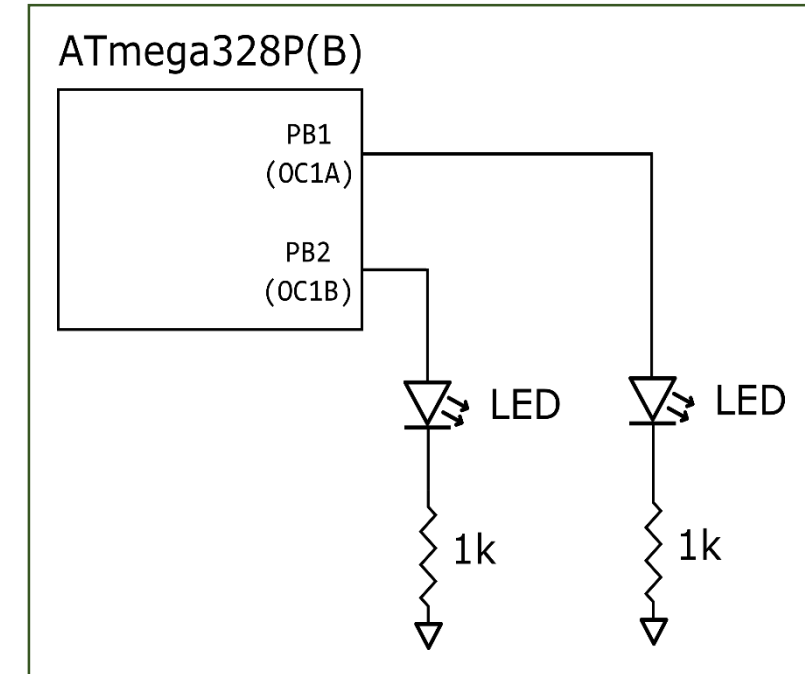 ATmega328P(B)
PB1
(OC1A)
PB2
(OC1B)
LED
LED
1k
1k